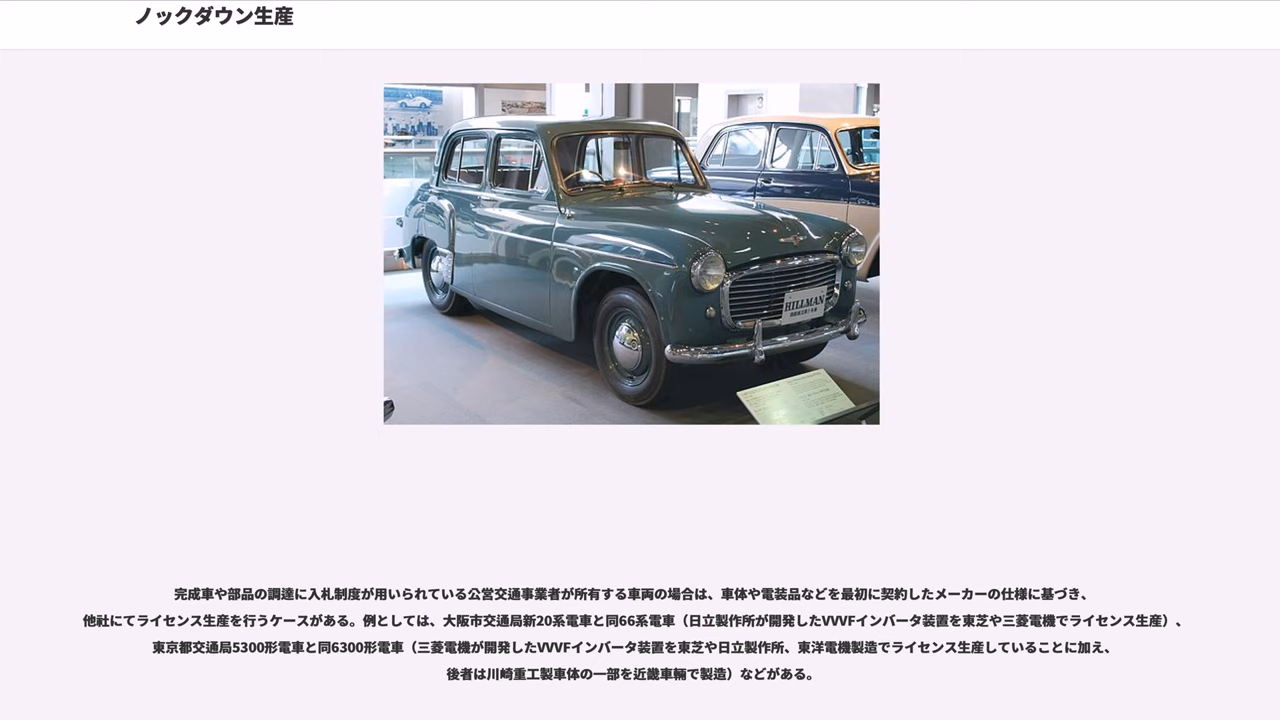 ノックダウン生産
3
HILLMAN
完成車や部品の調達に入札制度が用いられている公営交通事業者が所有する車両の場合は、車体や電装品などを最初に契約したメーカーの仕様に基づき、
他社にてライセンス生産を行うケースがある。例としては、大阪市交通局新20系電車と同66系電車（日立製作所が開発したVVVFインバータ装置を東芝や三菱電機でライセンス生産）、
東京都交通局5300形電車と同6300形電車（三菱電機が開発したVVVFインバータ装置を東芝や日立製作所、東洋電機製造でライセンス生産していることに加え、
後者は川崎重工製車体の一部を近畿車輛で製造）などがある。